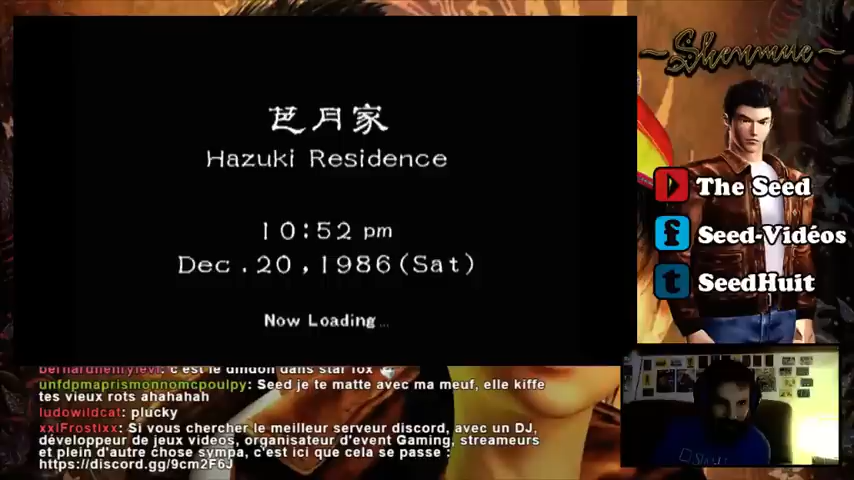 芭月家
Hazuki Residence
10:52 pm
Dec.20,1986(Sat)
Now Loading...
~Shenmue~
The Seed
Seed-Vidéos
SeedHuit
bernardhenrylevi: c'est le dindon dans star fox
unfdpmaprismonnomcpoulpy: Seed je te matte avec ma meuf, elle kiffe
tes vieux rots ahahahah
ludowildcat: plucky
xxlFrostixx: Si vous chercher le meilleur serveur discord, avec un DJ,
développeur de jeux videos, organisateur d'event Gaming, streameurs
et plein d'autre chose sympa, c'est ici que cela se passe :
https://discord.gg/9cm2F6J